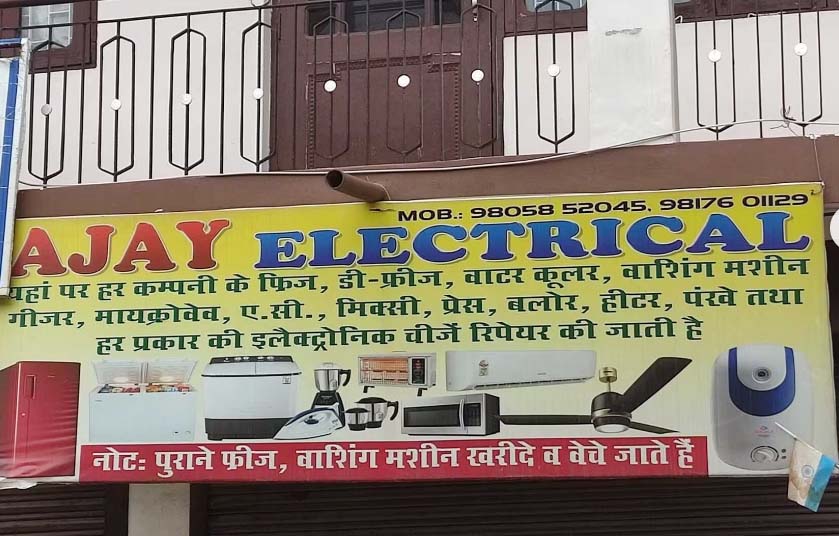 MOB.: 98058 52045, 98176 01129
AJAY ELECTRICAL
यहां पर हर कम्पनी के फ्रिज, डी-फ्रीज, वाटर कूलर, वाशिंग मशीन
गीजर, मायक्रोवेव, ए.सी., मिक्सी, प्रेस, बलोर, हीटर, पंखे तथा
हर प्रकार की इलैक्ट्रोनिक चीजें रिपेयर की जाती है
नोट: पुराने फ्रीज, वाशिंग मशीन खरीदे व बेचे जाते हैं